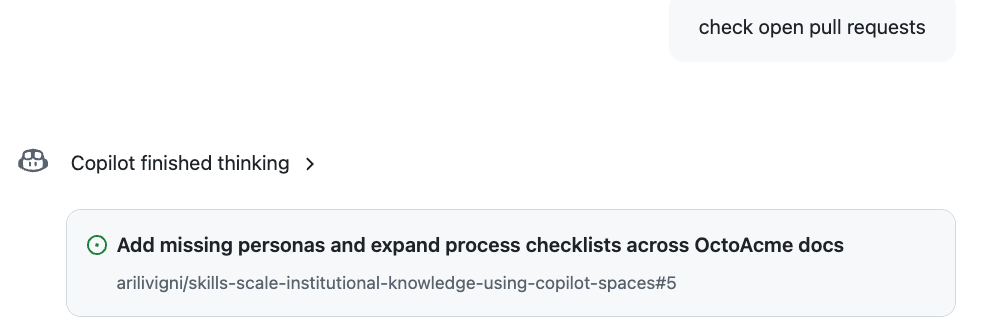 check open pull requests
Copilot finished thinking
Add missing personas and expand process checklists across OctoAcme docs
arilivigni/skills-scale-institutional-knowledge-using-copilot-spaces#5